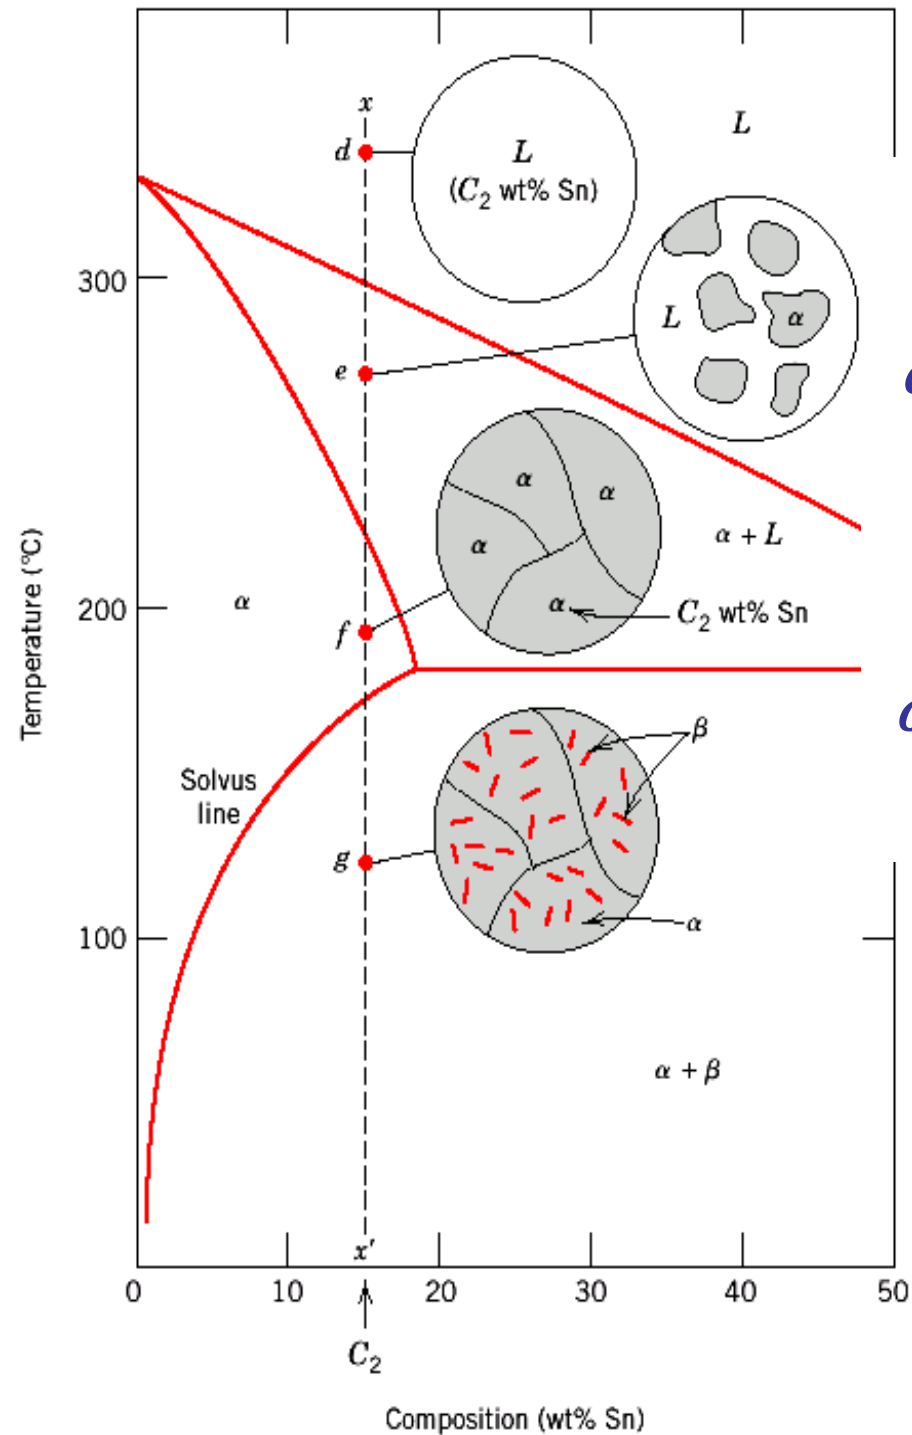 x
d
L
(C₂ wt% Sn)
L
300
L
α
e
α
α
α
α + L
α
200
α
C₂ wt% Sn
f
Temperature (°C)
β
Solvus
line
g
α
100
α + β
x′
0
10
20
30
40
50
C₂
Composition (wt% Sn)